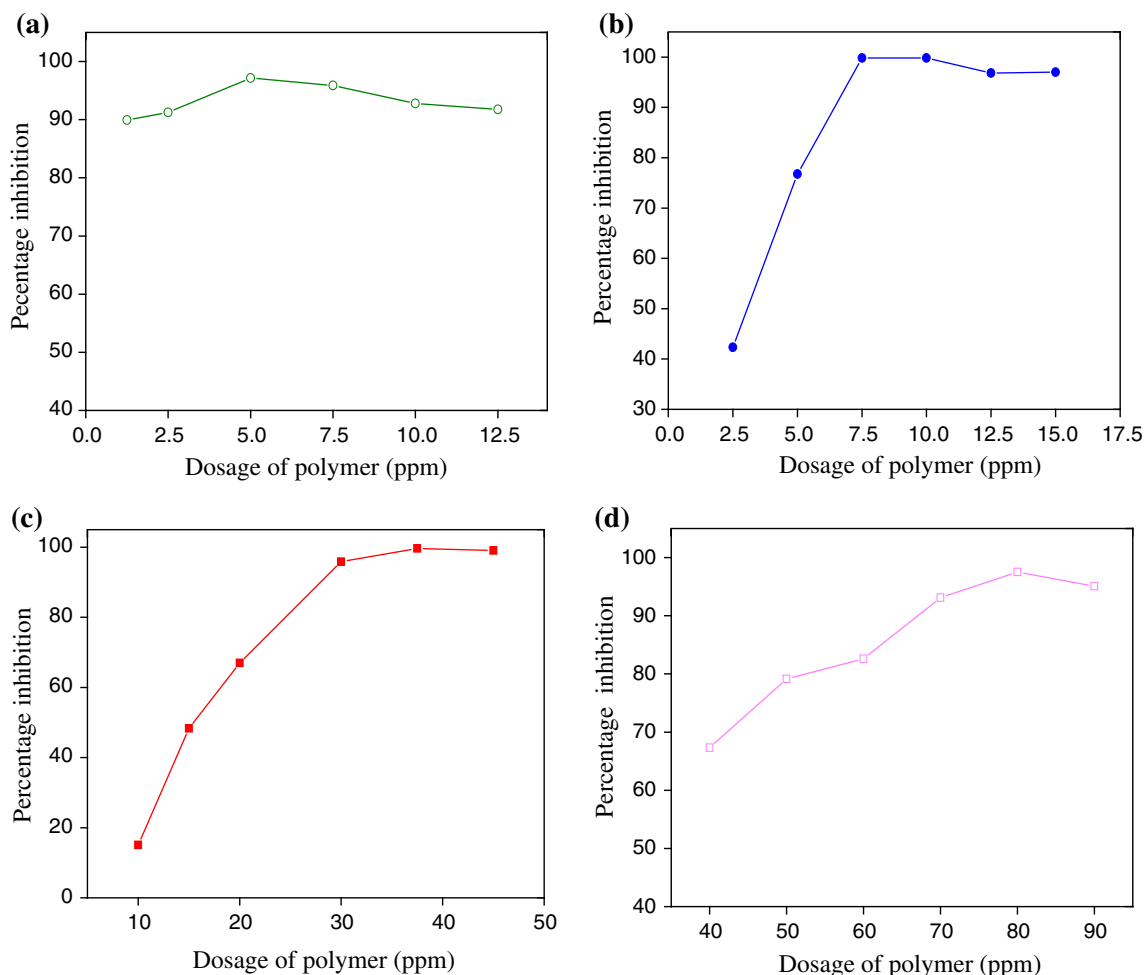 (a)
100
90
80
70
60
50
40
0.0 2.5 5.0 7.5 10.0 12.5
Pecentage inhibition
Dosage of polymer (ppm)
(b)
100
90
80
70
60
50
40
30
0.0 2.5 5.0 7.5 10.0 12.5 15.0 17.5
Percentage inhibition
Dosage of polymer (ppm)
(c)
100
80
60
40
20
0
10 20 30 40 50
Percentage inhibition
Dosage of polymer (ppm)
(d)
100
90
80
70
60
50
40
40 50 60 70 80 90
Percentage inhibition
Dosage of polymer (ppm)